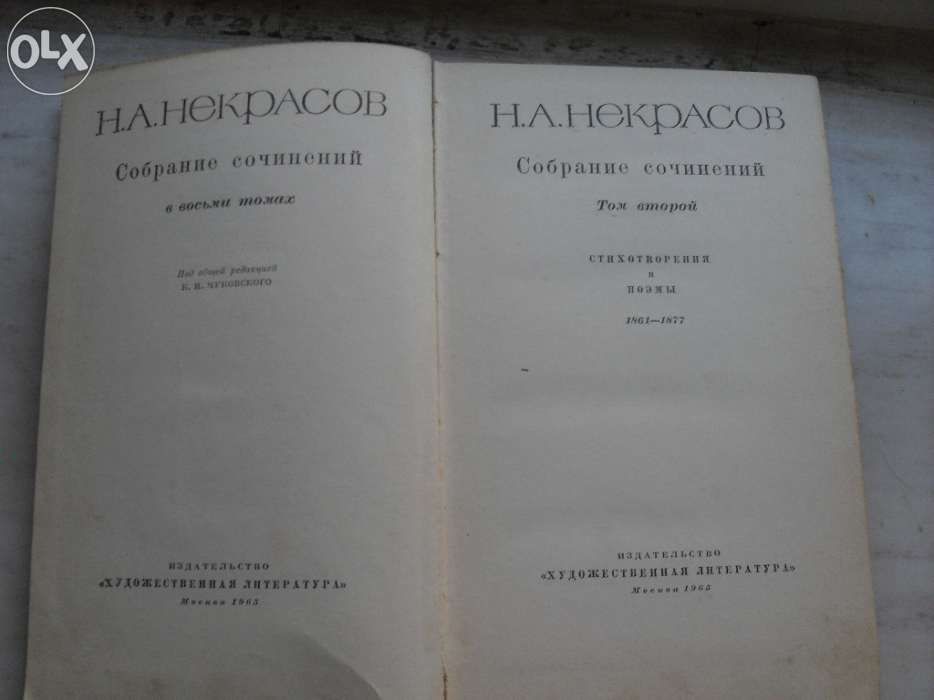 OLX
Н.А.Некрасов
Собрание сочинений
в восьми томах
Под общей редакцией
К. И. ЧУКОВСКОГО
ИЗДАТЕЛЬСТВО
«ХУДОЖЕСТВЕННАЯ ЛИТЕРАТУРА»
Москва 1965
Н.А.Некрасов
Собрание сочинений
Том второй
СТИХОТВОРЕНИЯ
и
ПОЭМЫ
1861—1877
ИЗДАТЕЛЬСТВО
«ХУДОЖЕСТВЕННАЯ ЛИТЕРАТУРА»
Москва 1965